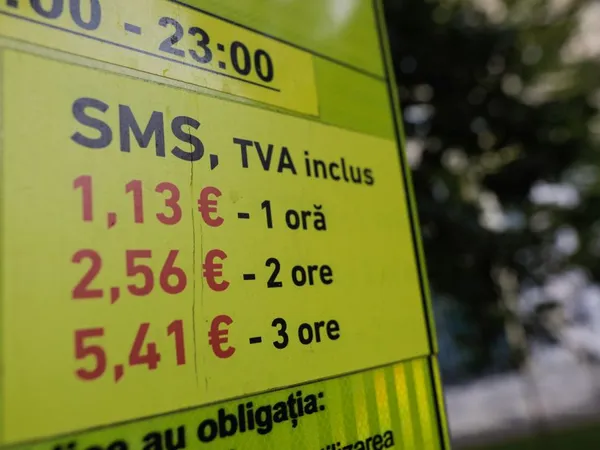 :00 - 23:00
SMS, TVA inclus
1,13 € - 1 oră
2,56 € - 2 ore
5,41 € - 3 ore
au obligația: